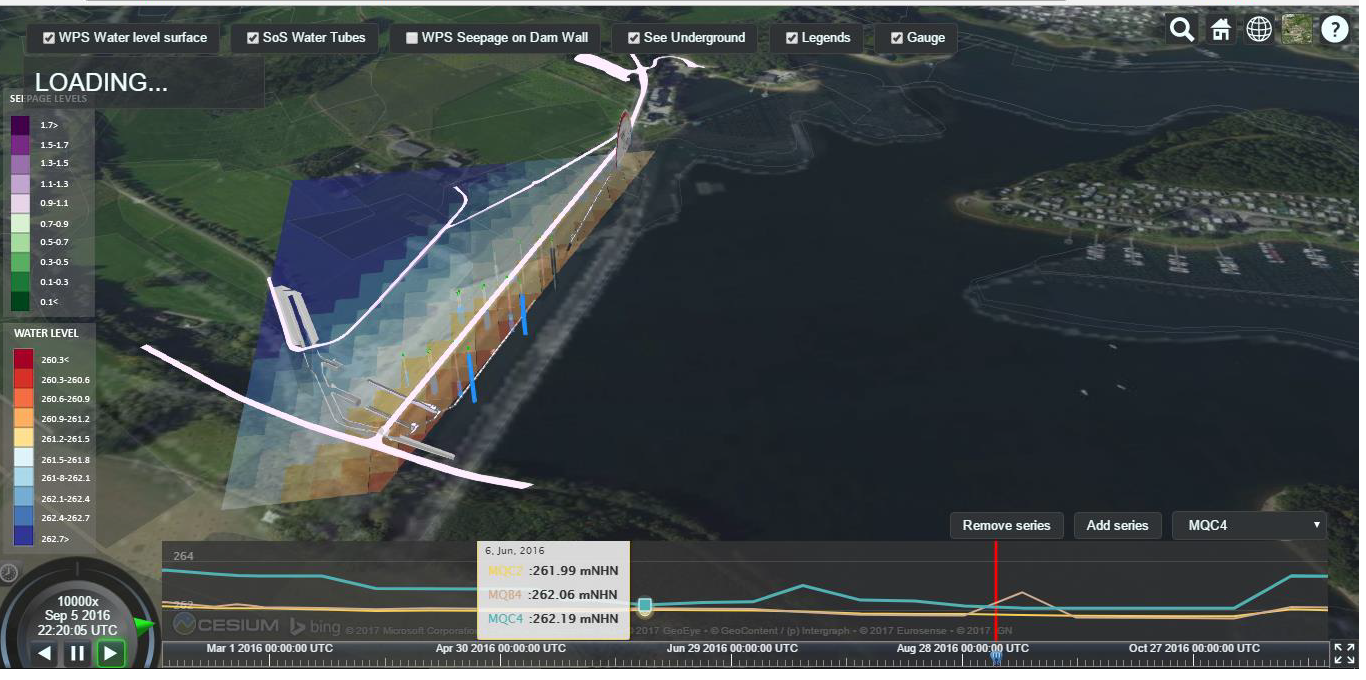 WPS Water level surface
SoS Water Tubes
WPS Seepage on Dam Wall
See Underground
Legends
Gauge
?
LOADING...
SEEPAGE LEVELS
1.7>
1.5-1.7
1.3-1.5
1.1-1.3
0.9-1.1
0.7-0.9
0.5-0.7
0.3-0.5
0.1-0.3
0.1<
WATER LEVEL
260.3<
260.3-260.6
260.6-260.9
260.9-261.2
261.2-261.5
261.5-261.8
261-8-262.1
262.1-262.4
262.4-262.7
262.7>
Remove series
Add series
MQC4
264
262
6, Jun, 2016
MQC2 :261.99 mNHN
MQB4 :262.06 mNHN
MQC4 :262.19 mNHN
10000x
Sep 5 2016
22:20:05 UTC
CESIUM
bing
© 2017 Microsoft Corporation
2017 GeoEye • © GeoContent / (p) Intergraph • © 2017 Eurosense • © 2017 IGN
Mar 1 2016 00:00:00 UTC
Apr 30 2016 00:00:00 UTC
Jun 29 2016 00:00:00 UTC
Aug 28 2016 00:00:00 UTC
Oct 27 2016 00:00:00 UTC